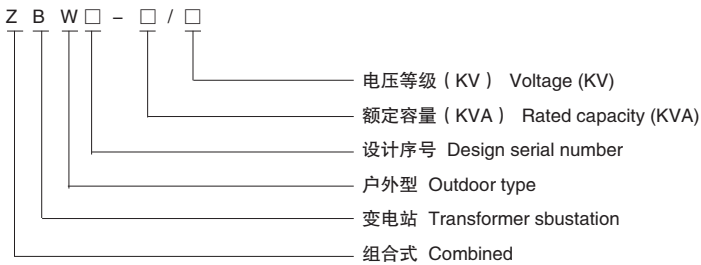 Z B W □ – □ / □
电压等级（KV） Voltage (KV)
额定容量（KVA） Rated capacity (KVA)
设计序号 Design serial number
户外型 Outdoor type
变电站 Transformer sbustation
组合式 Combined